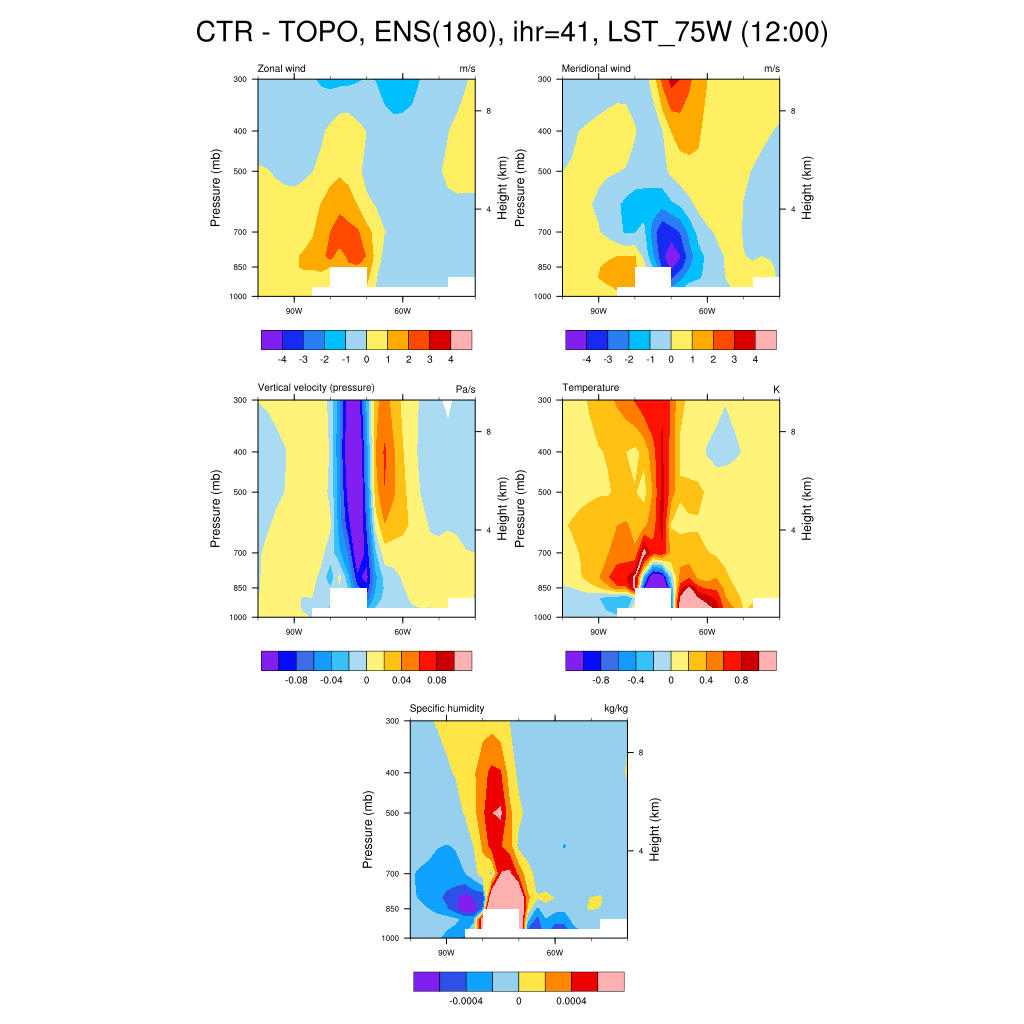 CTR - TOPO, ENS(180), ihr=41, LST_75W (12:00)
Zonal wind m/s
Pressure (mb)
300
400
500
700
850
1000
90W 60W
8
4
Height (km)
-4 -3 -2 -1 0 1 2 3 4
Meridional wind m/s
Pressure (mb)
300
400
500
700
850
1000
90W 60W
8
4
Height (km)
-4 -3 -2 -1 0 1 2 3 4
Vertical velocity (pressure) Pa/s
Pressure (mb)
300
400
500
700
850
1000
90W 60W
8
4
Height (km)
-0.08 -0.04 0 0.04 0.08
Temperature K
Pressure (mb)
300
400
500
700
850
1000
90W 60W
8
4
Height (km)
-0.8 -0.4 0 0.4 0.8
Specific humidity kg/kg
Pressure (mb)
300
400
500
700
850
1000
90W 60W
8
4
Height (km)
-0.0004 0 0.0004